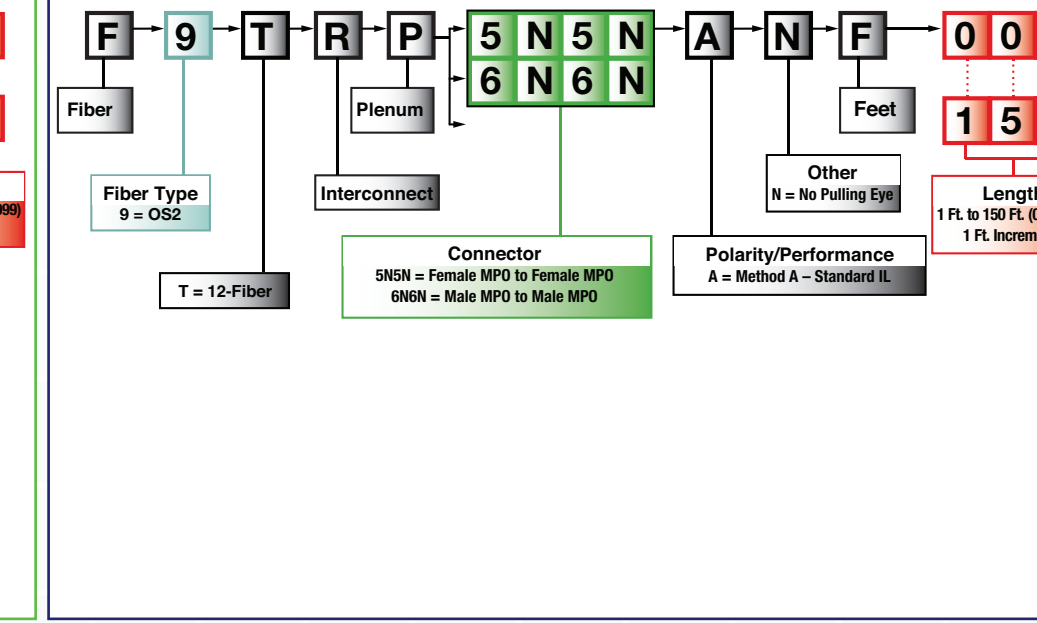 F 9 T R P 5 N 5 N A N F 0 0
6 N 6 N
Fiber
Plenum
Feet
1 5
Other
N = No Pulling Eye
Fiber Type
9 = OS2
Interconnect
999)
1 Ft. to 150 Ft.
1 Ft.
Connector
5N5N = Female MPO to Female MPO
6N6N = Male MPO to Male MPO
Polarity/Performance
A = Method A – Standard IL
T = 12-Fiber